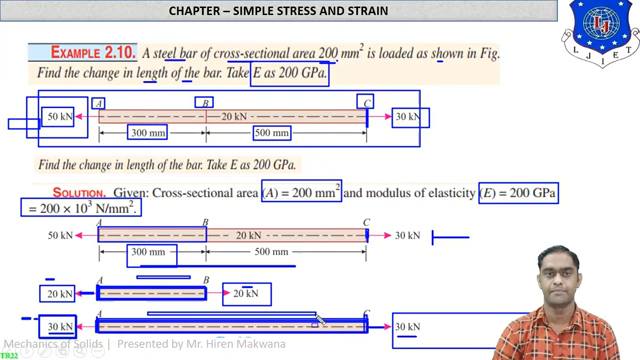 CHAPTER – SIMPLE STRESS AND STRAIN
LJIET
EXAMPLE 2.10. A steel bar of cross-sectional area 200 mm² is loaded as shown in Fig.
Find the change in length of the bar. Take E as 200 GPa.
A B C
50 kN 20 kN 30 kN
300 mm 500 mm
Find the change in length of the bar. Take E as 200 GPa.
SOLUTION. Given: Cross-sectional area (A) = 200 mm² and modulus of elasticity (E) = 200 GPa
= 200 × 10³ N/mm².
A B C
50 kN 20 kN 30 kN
300 mm 500 mm
A B
20 kN 20 kN
A C
30 kN 30 kN
Mechanics of Solids | Presented by Mr. Hiren Makwana